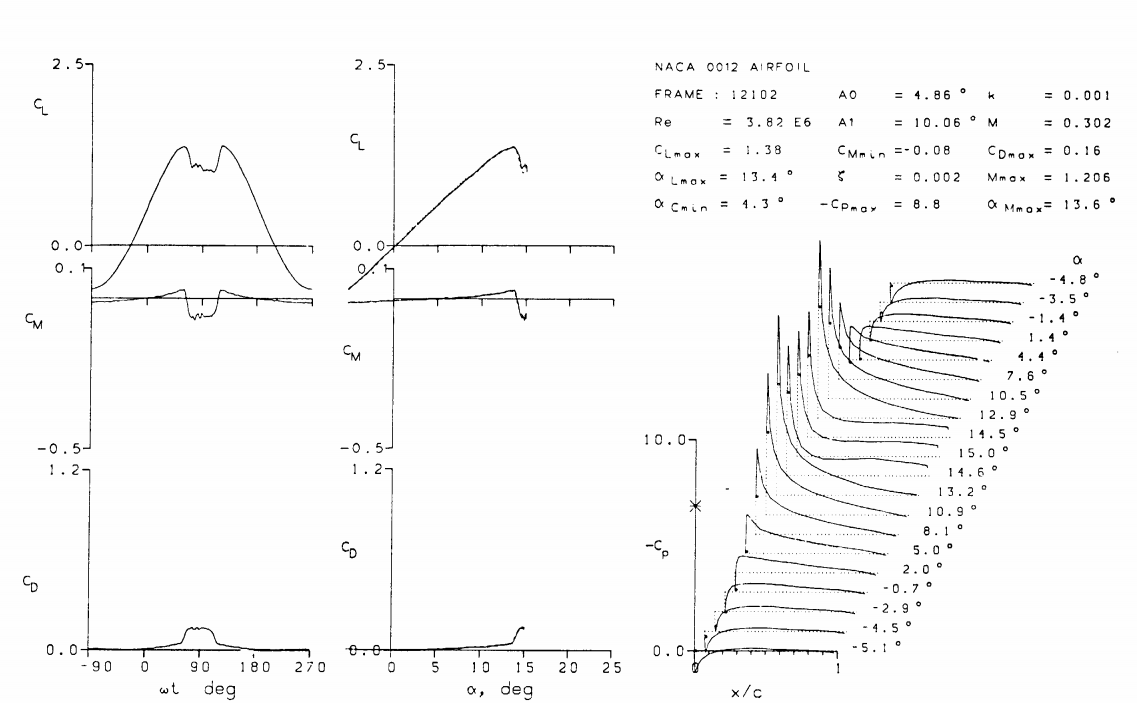 NACA 0012 AIRFOIL
FRAME : 12102 A0 = 4.86 ° k = 0.001
Re = 3.82 E6 A1 = 10.06 ° M = 0.302
CLmax = 1.38 CMmin =-0.08 CDmax = 0.16
α Lmax = 13.4 ° ζ = 0.002 Mmax = 1.206
α Cmin = 4.3 ° -Cpmax = 8.8 α Mmax= 13.6 °
2.5
CL
0.0
0.1
CM
-0.5
1.2
CD
0.0
-90 0 90 180 270
ωt deg
2.5
CL
0.0
0.1
CM
-0.5
1.2
CD
0.0
0 5 10 15 20 25
α, deg
α
-4.8 °
-3.5 °
-1.4 °
1.4 °
4.4 °
7.6 °
10.5 °
12.9 °
14.5 °
15.0 °
14.6 °
13.2 °
10.9 °
8.1 °
5.0 °
2.0 °
-0.7 °
-2.9 °
-4.5 °
-5.1 °
10.0
-Cp
0.0
0 1
x/c